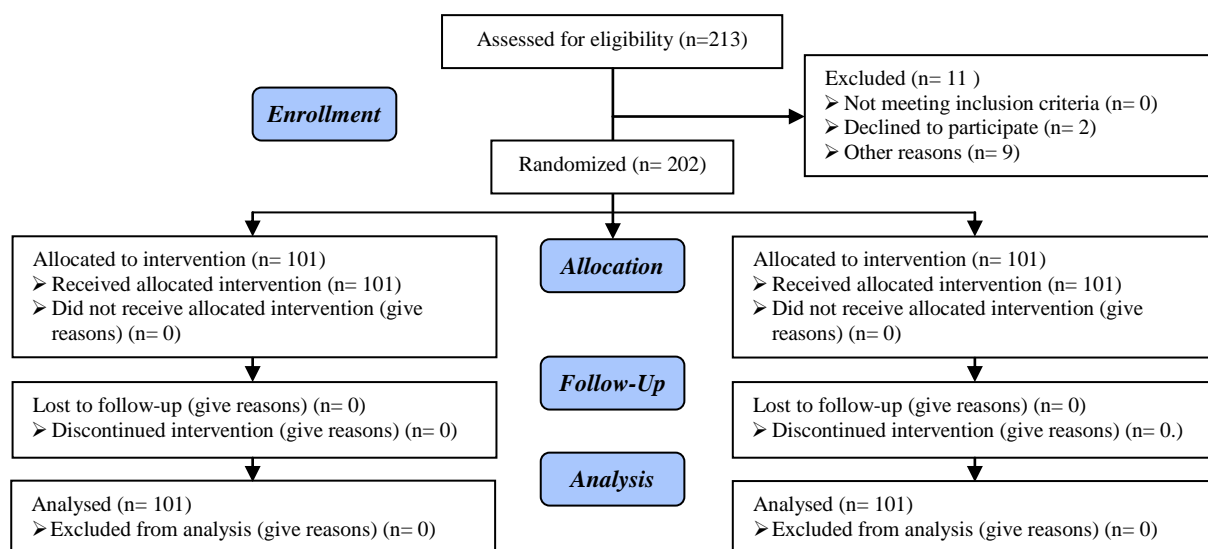 Assessed for eligibility (n=213)
Excluded (n= 11 )
➢ Not meeting inclusion criteria (n= 0)
➢ Declined to participate (n= 2)
➢ Other reasons (n= 9)
Enrollment
Randomized (n= 202)
Allocated to intervention (n= 101)
➢ Received allocated intervention (n= 101)
➢ Did not receive allocated intervention (give
reasons) (n= 0)
Allocation
Allocated to intervention (n= 101)
➢ Received allocated intervention (n= 101)
➢ Did not receive allocated intervention (give
reasons) (n= 0)
Follow-Up
Lost to follow-up (give reasons) (n= 0)
➢ Discontinued intervention (give reasons) (n= 0)
Lost to follow-up (give reasons) (n= 0)
➢ Discontinued intervention (give reasons) (n= 0.)
Analysis
Analysed (n= 101)
➢ Excluded from analysis (give reasons) (n= 0)
Analysed (n= 101)
➢ Excluded from analysis (give reasons) (n= 0)